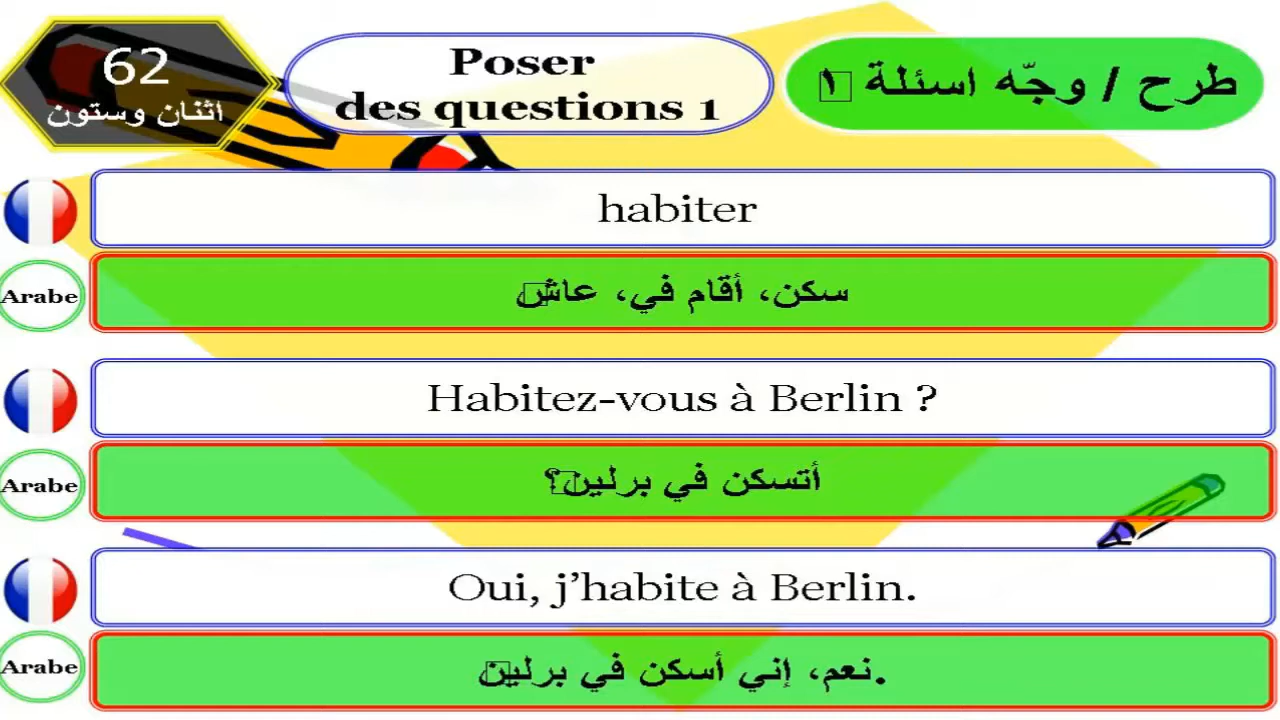 62
اثنان وستون
Poser
des questions 1
طرح / وجّه اسئلة ١
habiter
Arabe
سكن، أقام في، عاش
Habitez-vous à Berlin ?
Arabe
أتسكن في برلين؟
Oui, j’habite à Berlin.
Arabe
نعم، إني أسكن في برلين.